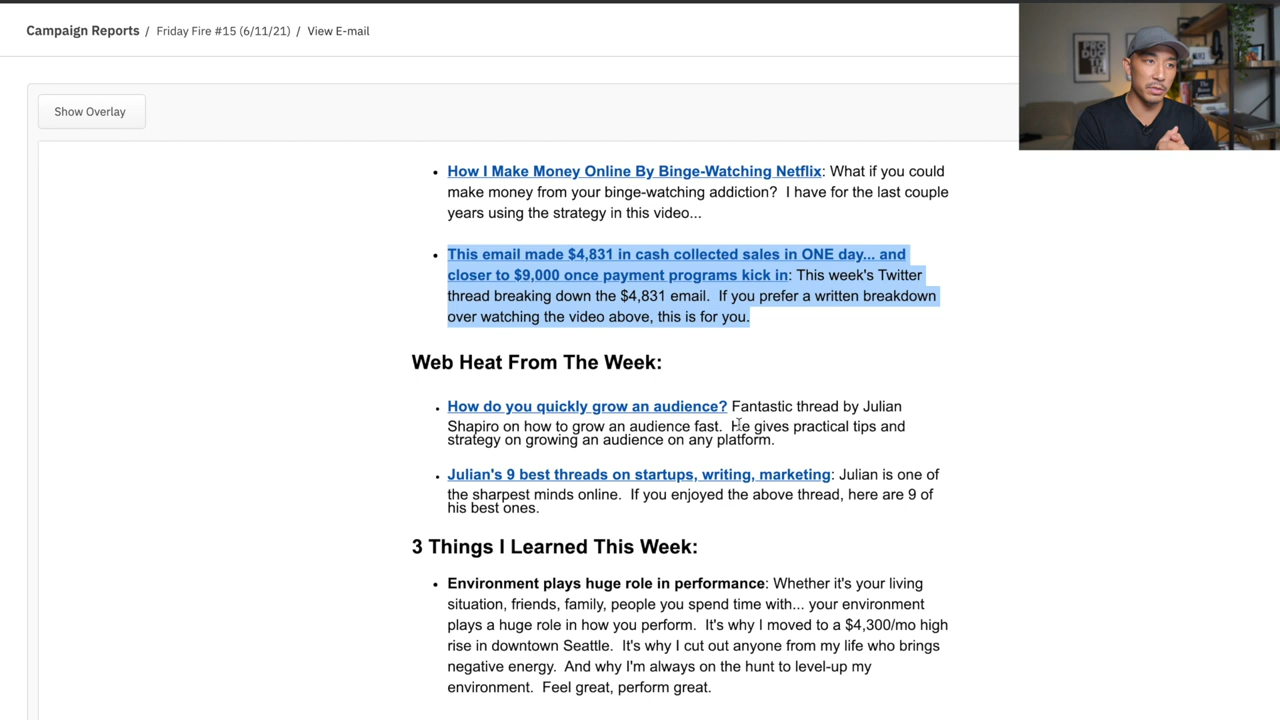 Campaign Reports / Friday Fire #15 (6/11/21) / View E-mail
Show Overlay
How I Make Money Online By Binge-Watching Netflix: What if you could
make money from your binge-watching addiction? I have for the last couple
years using the strategy in this video...
This email made $4,831 in cash collected sales in ONE day... and
closer to $9,000 once payment programs kick in: This week's Twitter
thread breaking down the $4,831 email. If you prefer a written breakdown
over watching the video above, this is for you.
Web Heat From The Week:
How do you quickly grow an audience? Fantastic thread by Julian
Shapiro on how to grow an audience fast. He gives practical tips and
strategy on growing an audience on any platform.
Julian's 9 best threads on startups, writing, marketing: Julian is one of
the sharpest minds online. If you enjoyed the above thread, here are 9 of
his best ones.
3 Things I Learned This Week:
Environment plays huge role in performance: Whether it's your living
situation, friends, family, people you spend time with... your environment
plays a huge role in how you perform. It's why I moved to a $4,300/mo high
rise in downtown Seattle. It's why I cut out anyone from my life who brings
negative energy. And why I'm always on the hunt to level-up my
environment. Feel great, perform great.